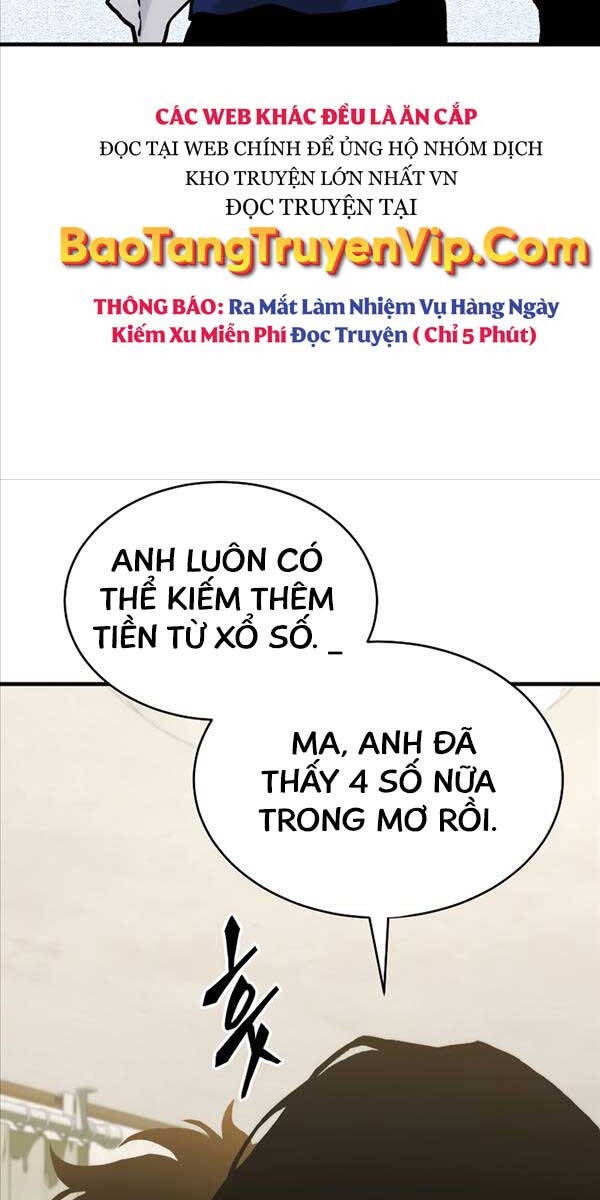 CÁC WEB KHÁC ĐỀU LÀ ĂN CẮP
ĐỌC TẠI WEB CHÍNH ĐỂ ỦNG HỘ NHÓM DỊCH
KHO TRUYỆN LỚN NHẤT VN
ĐỌC TRUYỆN TẠI
BaoTangTruyenVip.Com
THÔNG BÁO: Ra Mắt Làm Nhiệm Vụ Hàng Ngày
Kiếm Xu Miễn Phí Đọc Truyện ( Chỉ 5 Phút)
ANH LUÔN CÓ
THỂ KIẾM THÊM
TIỀN TỪ XỔ SỐ. _
MA, ANH ĐÃ
THẤY 4 SỐ NỮA
TRONG MƠ RỒI.